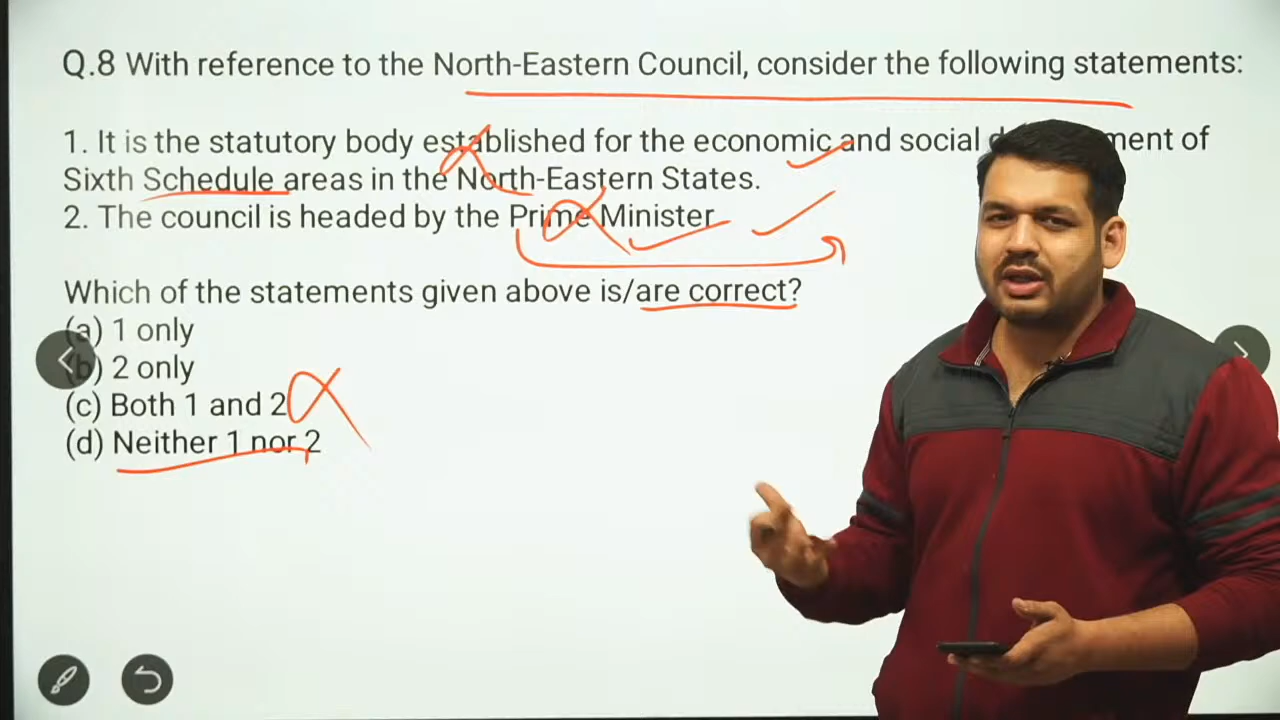 Q.8 With reference to the North-Eastern Council, consider the following statements:
1. It is the statutory body established for the economic and social ment of
Sixth Schedule areas in the North-Eastern States.
2. The council is headed by the Prime Minister
Which of the statements given above is/are correct?
(a) 1 only
(b) 2 only
(c) Both 1 and 2
(d) Neither 1 nor 2